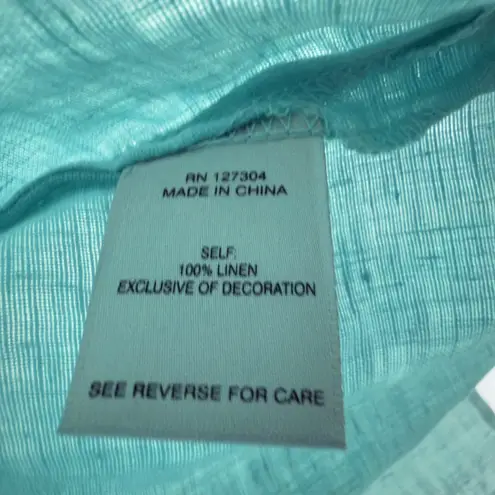 RN 127304
MADE IN CHINA
SELF:
100% LINEN
EXCLUSIVE OF DECORATION
SEE REVERSE FOR CARE